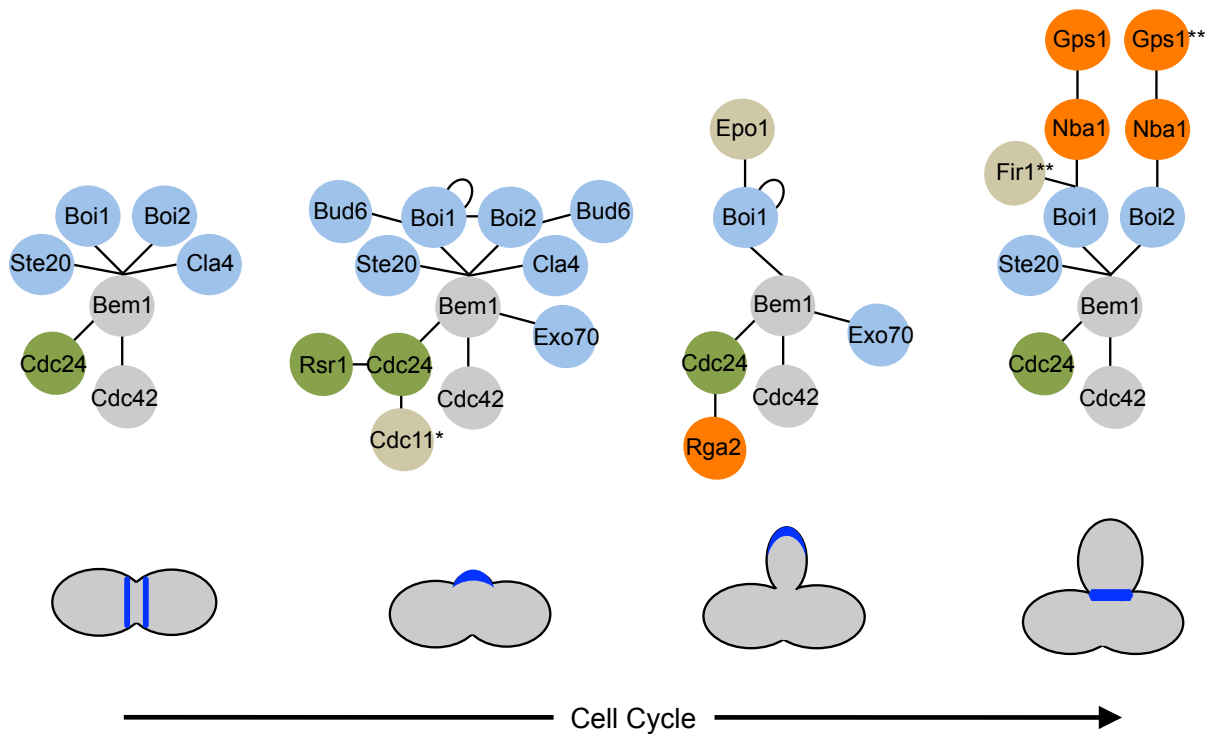 Boi1
Boi2
Ste20
Cla4
Bem1
Cdc24
Cdc42
Bud6
Boi1
Boi2
Bud6
Ste20
Cla4
Bem1
Exo70
Rsr1
Cdc24
Cdc42
Cdc11*
Epo1
Boi1
Bem1
Exo70
Cdc24
Cdc42
Rga2
Gps1
Gps1**
Nba1
Nba1
Fir1**
Boi1
Boi2
Ste20
Bem1
Cdc24
Cdc42
Cell Cycle